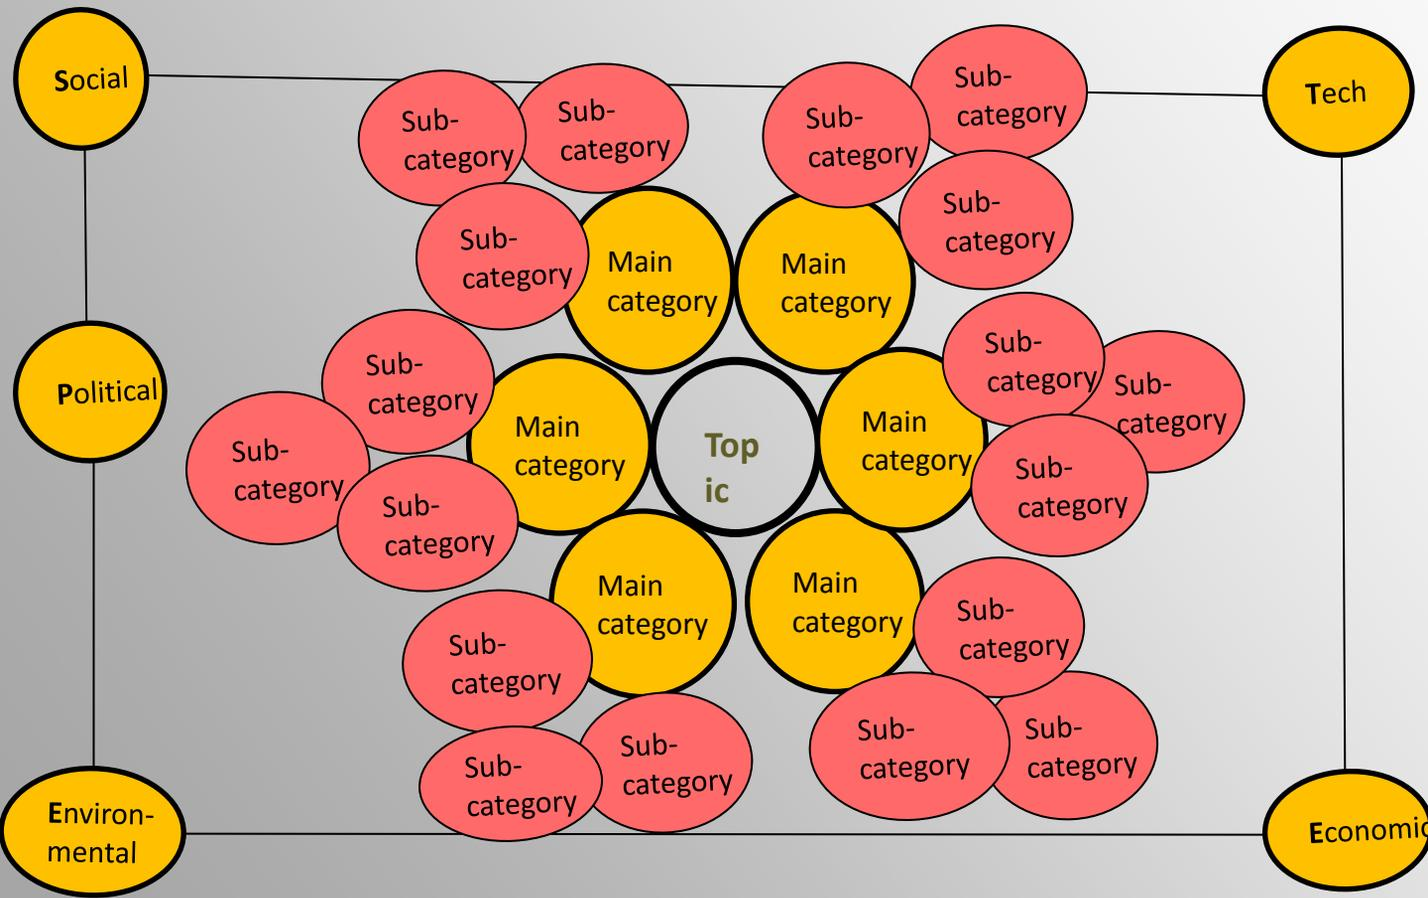 Social
Tech
Sub-
category
Sub-
category
Sub-
category
Sub-
category
Sub-
category
Sub-
category
Main
category
Main
category
Political
Sub-
category
Sub-
category
Sub-
category
Main
category
Top
ic
Main
category
Sub-
category
Sub-
category
Sub-
category
Main
category
Main
category
Sub-
category
Sub-
category
Sub-
category
Sub-
category
Sub-
category
Sub-
category
Environ-
mental
Economic